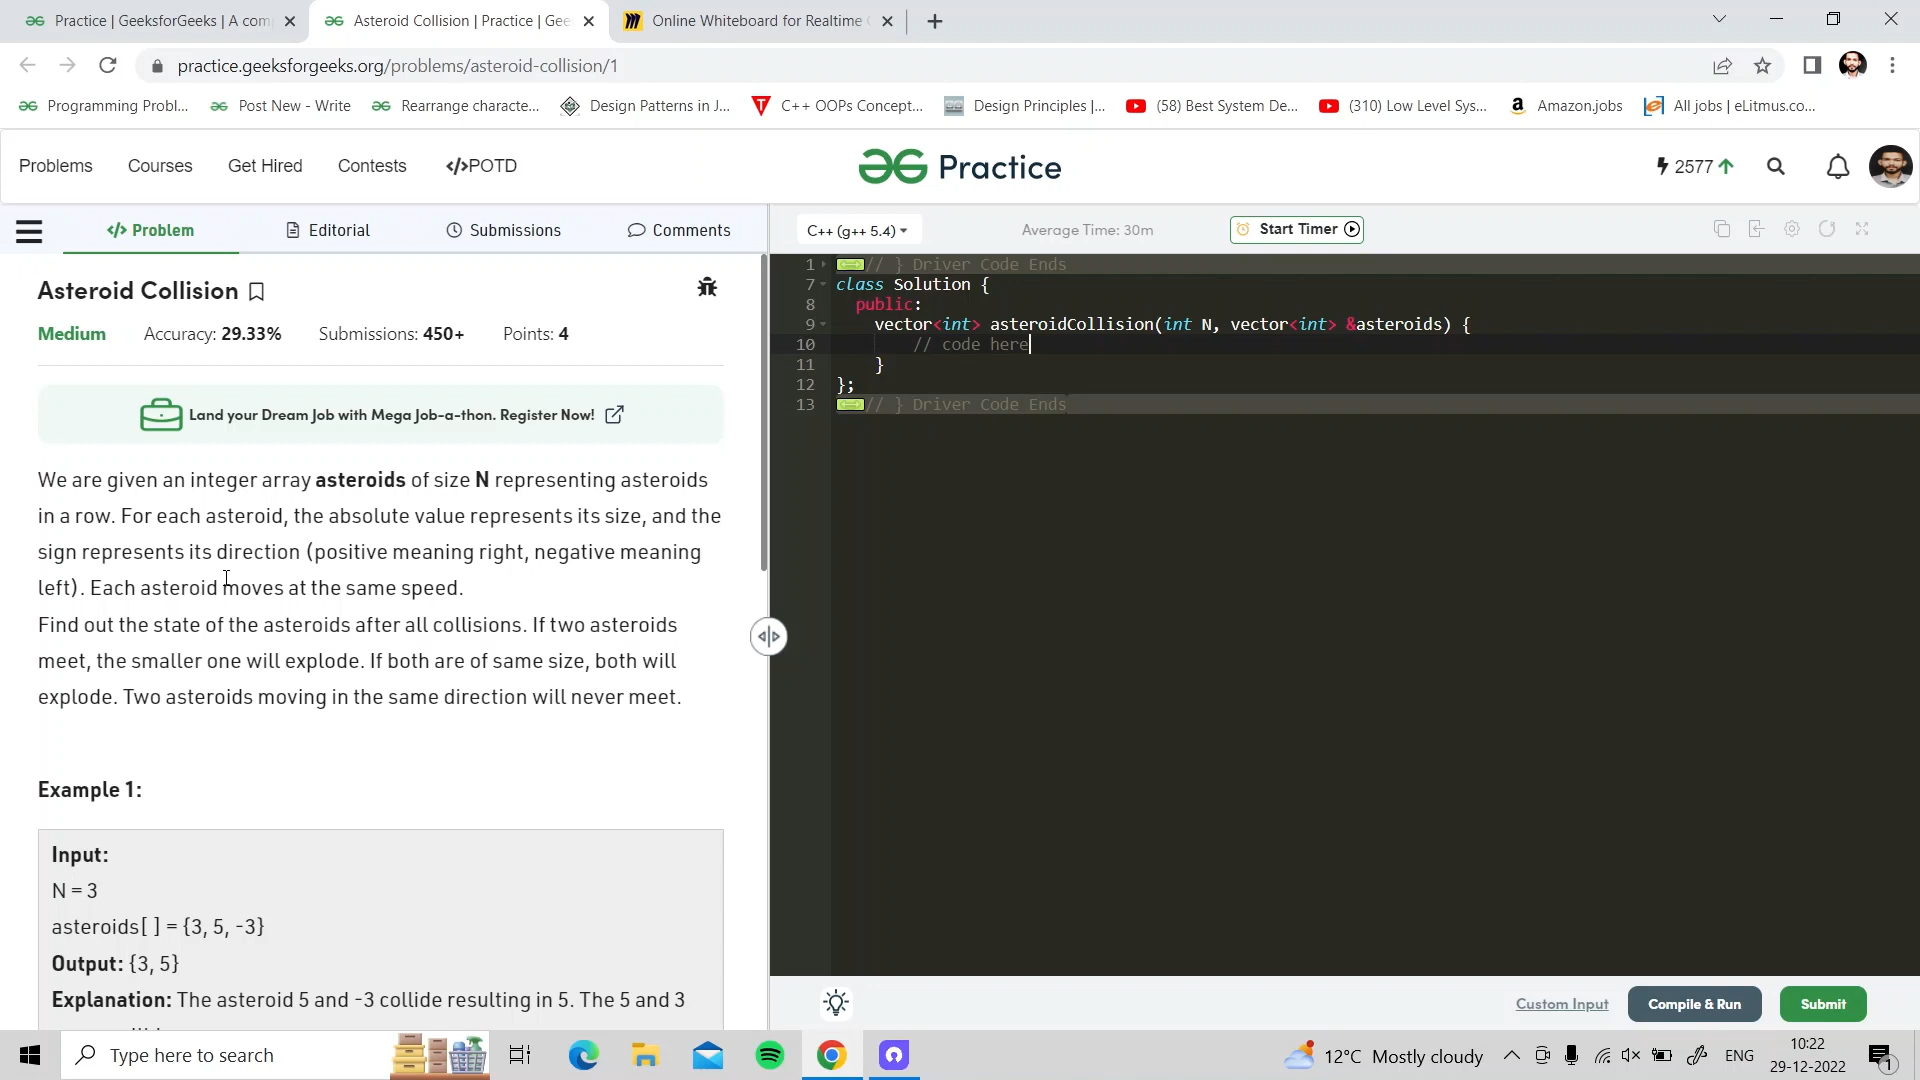 Practice | GeeksforGeeks | A com
Asteroid Collision | Practice | Gee
Online Whiteboard for Realtime
practice.geeksforgeeks.org/problems/asteroid-collision/1
Programming Probl...
Post New - Write
Rearrange characte...
Design Patterns in J...
C++ OOPs Concept...
Design Principles |...
(58) Best System De...
(310) Low Level Sys...
Amazon.jobs
All jobs | eLitmus.co...
Problems
Courses
Get Hired
Contests
</>POTD
Practice
2577
</> Problem
Editorial
Submissions
Comments
C++ (g++ 5.4)
Average Time: 30m
Start Timer
Asteroid Collision
Medium Accuracy: 29.33% Submissions: 450+ Points: 4
Land your Dream Job with Mega Job-a-thon. Register Now!
We are given an integer array asteroids of size N representing asteroids
in a row. For each asteroid, the absolute value represents its size, and the
sign represents its direction (positive meaning right, negative meaning
left). Each asteroid moves at the same speed.
Find out the state of the asteroids after all collisions. If two asteroids
meet, the smaller one will explode. If both are of same size, both will
explode. Two asteroids moving in the same direction will never meet.
Example 1:
Input:
N = 3
asteroids[ ] = {3, 5, -3}
Output: {3, 5}
Explanation: The asteroid 5 and -3 collide resulting in 5. The 5 and 3
1 // } Driver Code Ends
7 class Solution {
8 public:
9 vector<int> asteroidCollision(int N, vector<int> &asteroids) {
10 // code here
11 }
12 };
13 // } Driver Code Ends
Custom Input
Compile & Run
Submit
Type here to search
12°C Mostly cloudy
ENG
10:22
29-12-2022
1